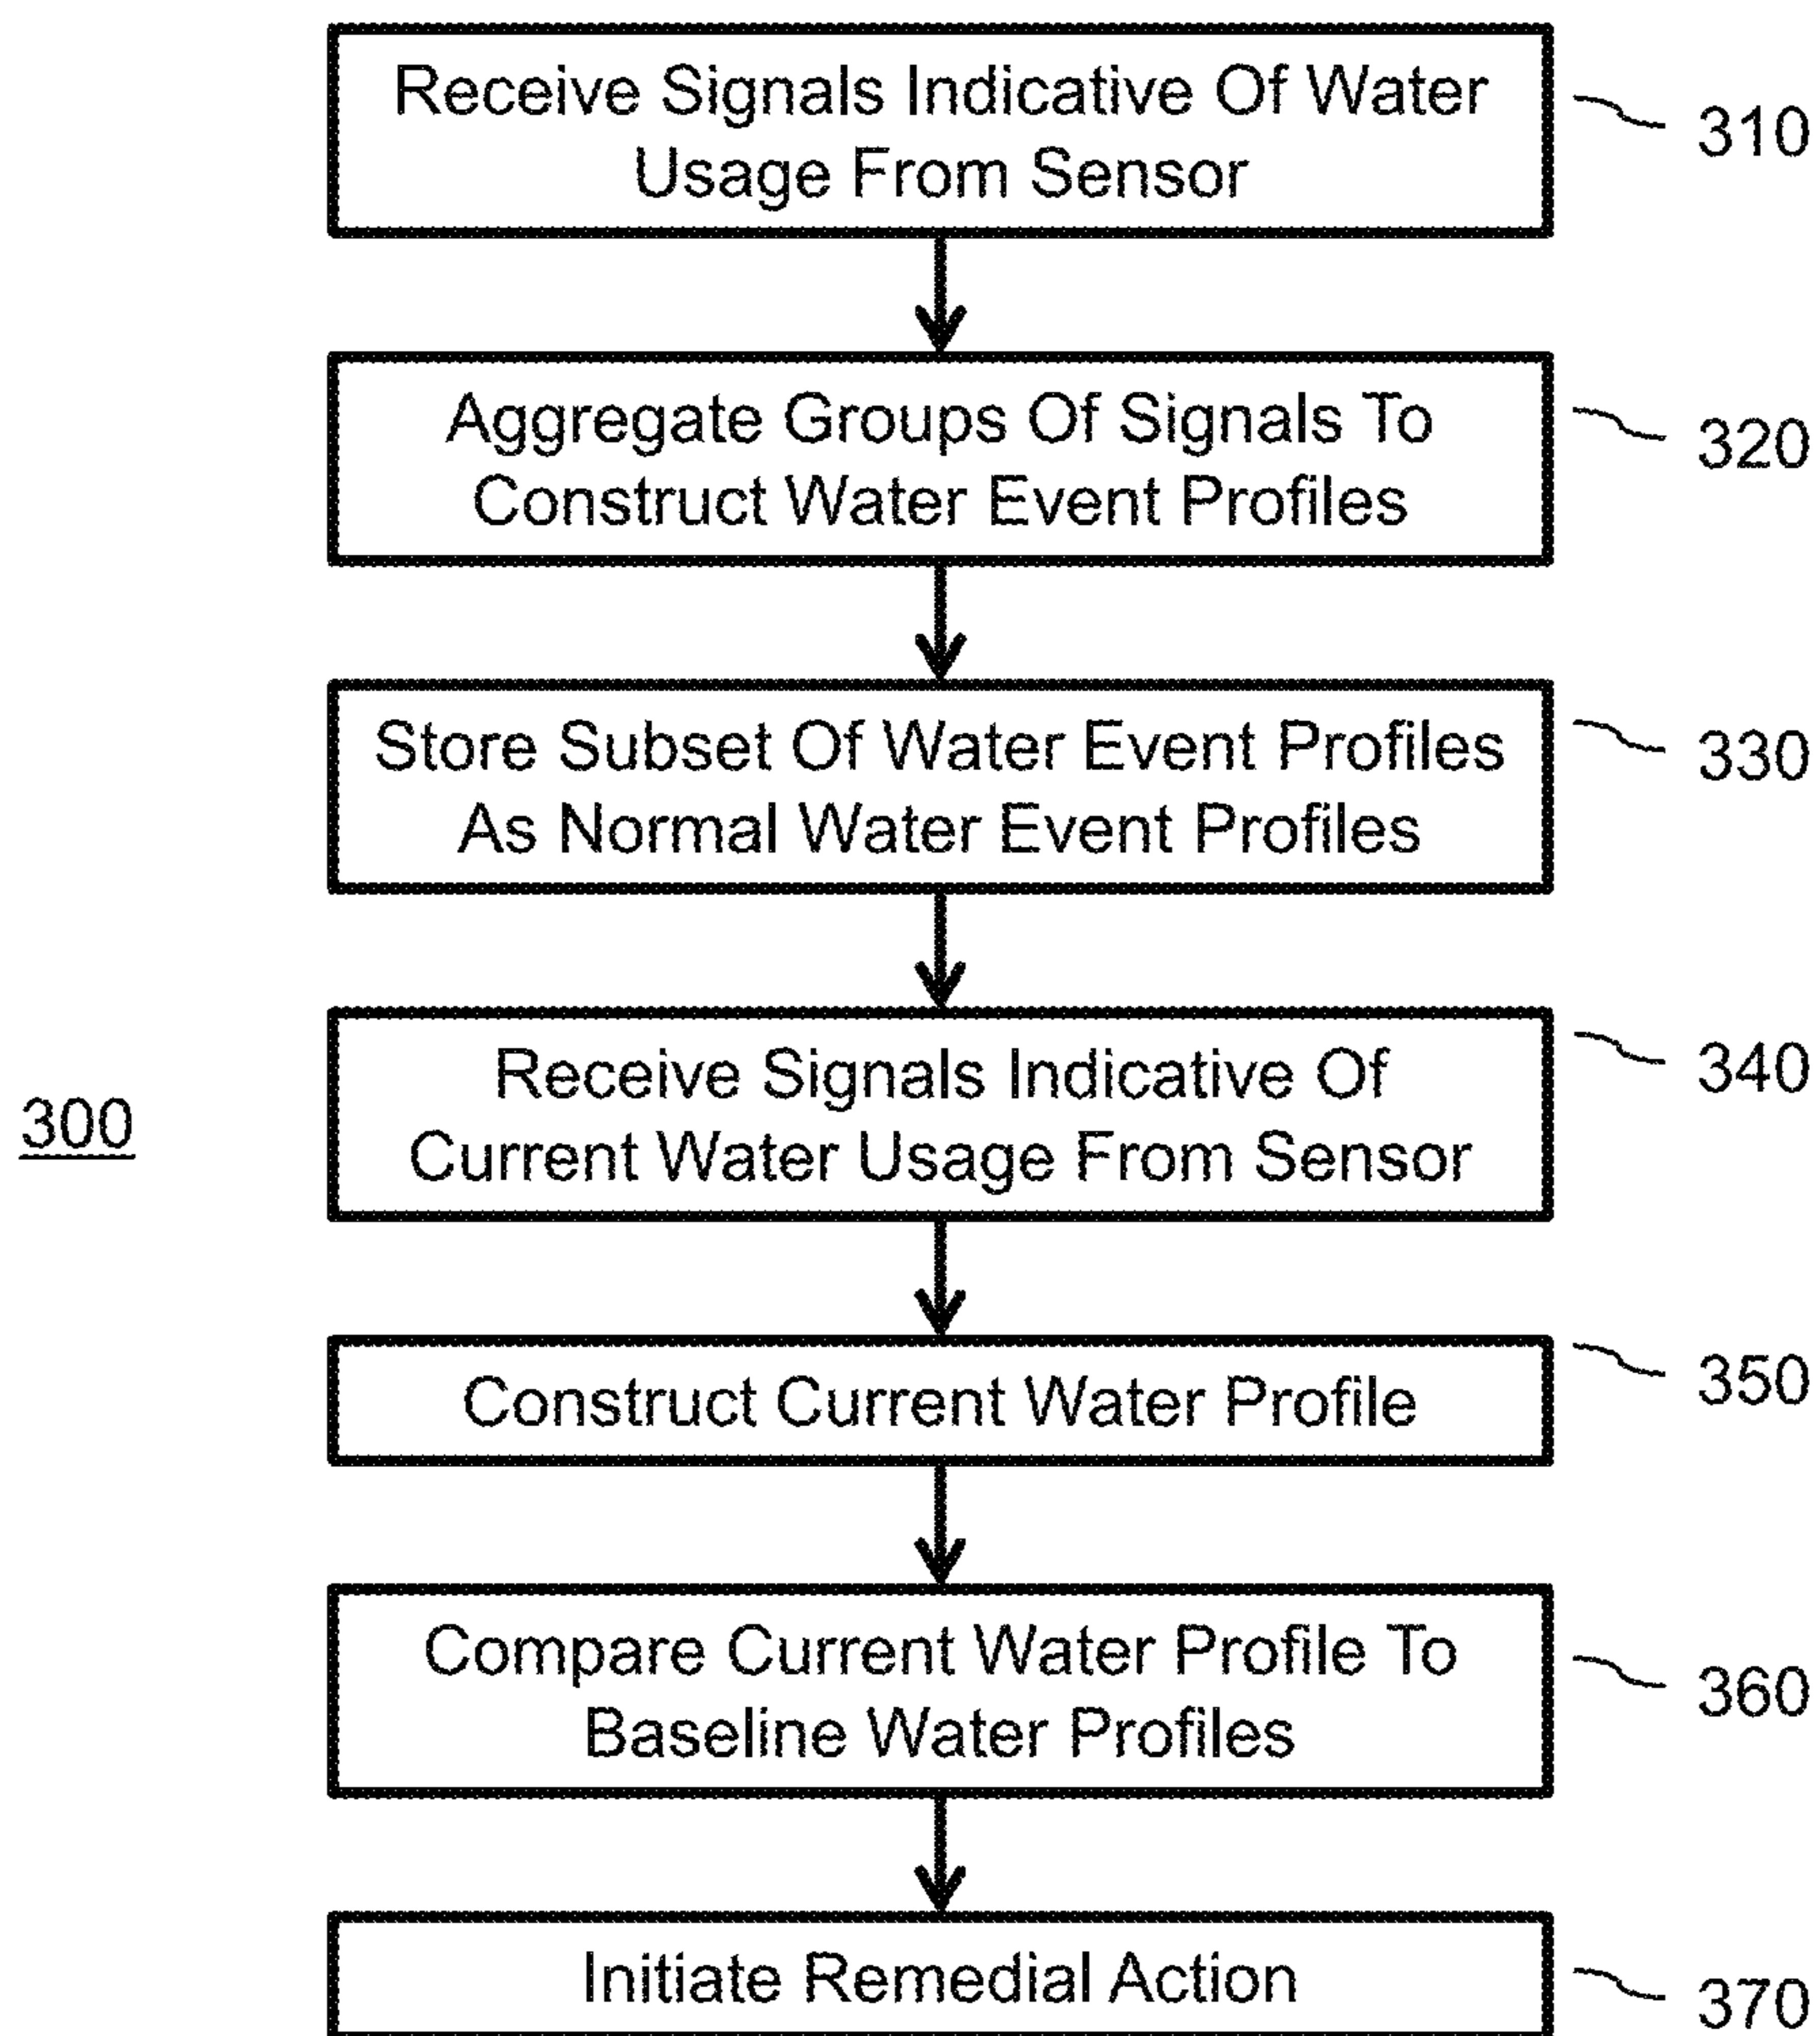 Receive Signals Indicative Of Water
Usage From Sensor
310
Aggregate Groups Of Signals To
Construct Water Event Profiles
320
Store Subset Of Water Event Profiles
As Normal Water Event Profiles
330
Receive Signals Indicative Of
Current Water Usage From Sensor
340
300
Construct Current Water Profile
350
Compare Current Water Profile To
Baseline Water Profiles
360
Initiate Remedial Action
370